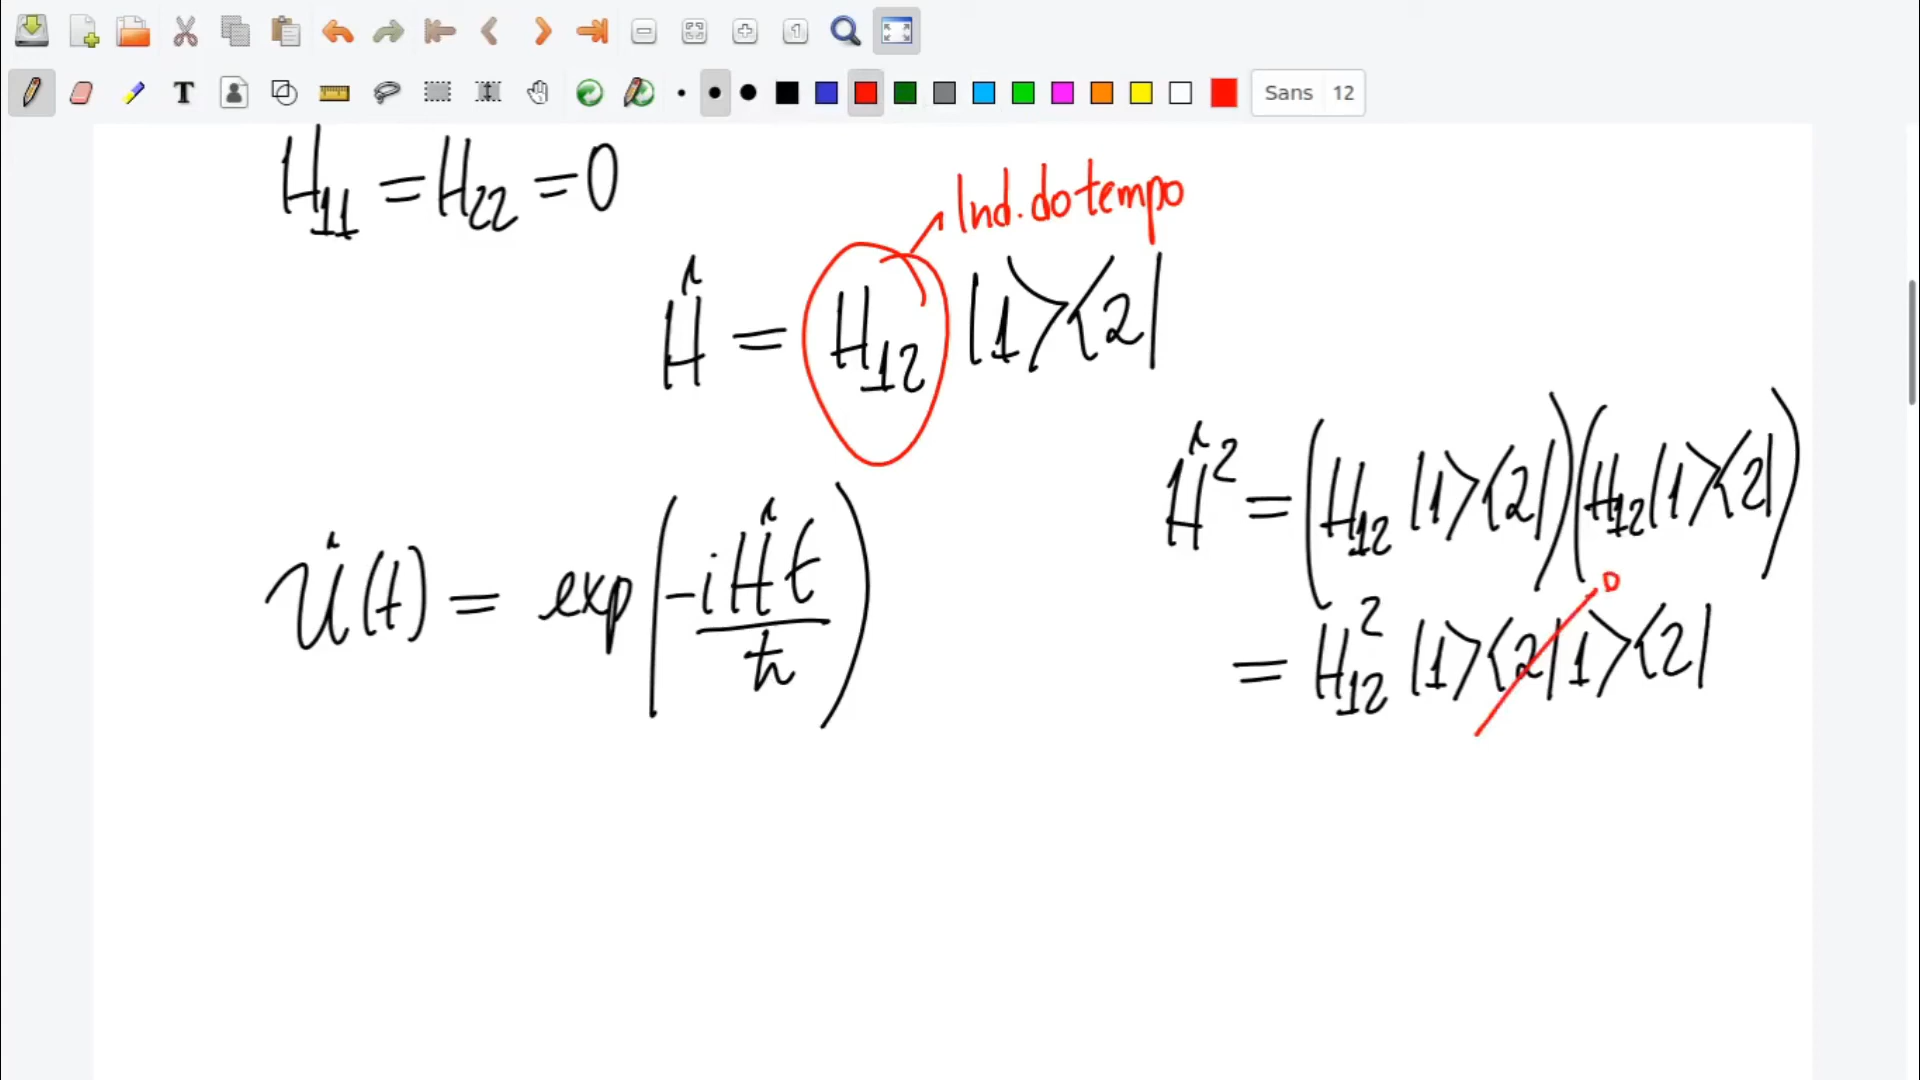 T Sans 12
H₁₁ = H₂₂ = 0
Ind. do tempo
Ĥ = H₁₂ |1⟩⟨2|
Ĥ² = (H₁₂ |1⟩⟨2|)(H₁₂ |1⟩⟨2|)
0
= H₁₂² |1⟩⟨2|1⟩⟨2|
Û(t) = exp(-iĤt/ħ)